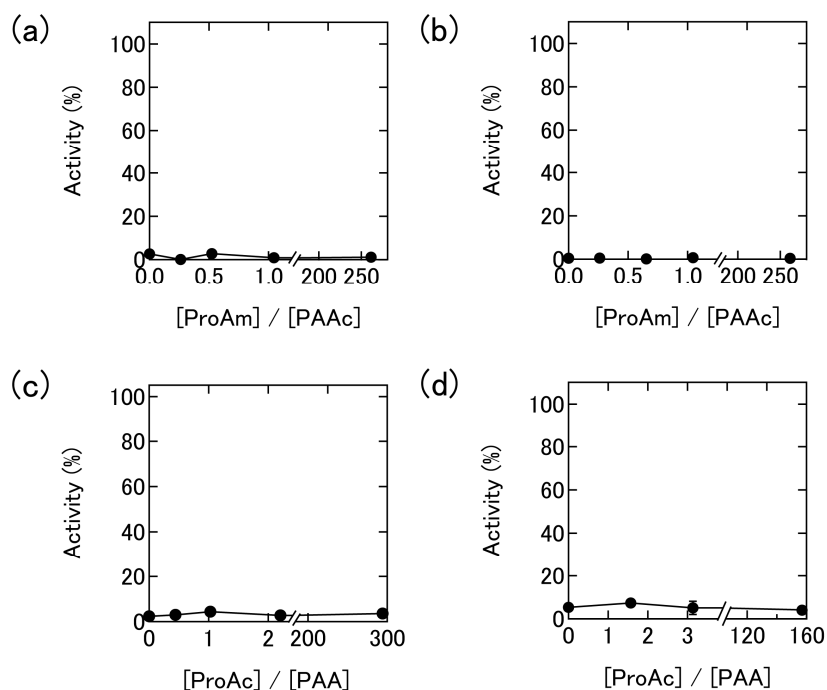 (a)
100
80
60
40
20
0
Activity (%)
0.0 0.5 1.0 200 250
[ProAm] / [PAAc]
(b)
100
80
60
40
20
0
Activity (%)
0.0 0.5 1.0 200 250
[ProAm] / [PAAc]
(c)
100
80
60
40
20
0
Activity (%)
0 1 2 200 300
[ProAc] / [PAA]
(d)
100
80
60
40
20
0
Activity (%)
0 1 2 3 120 160
[ProAc] / [PAA]